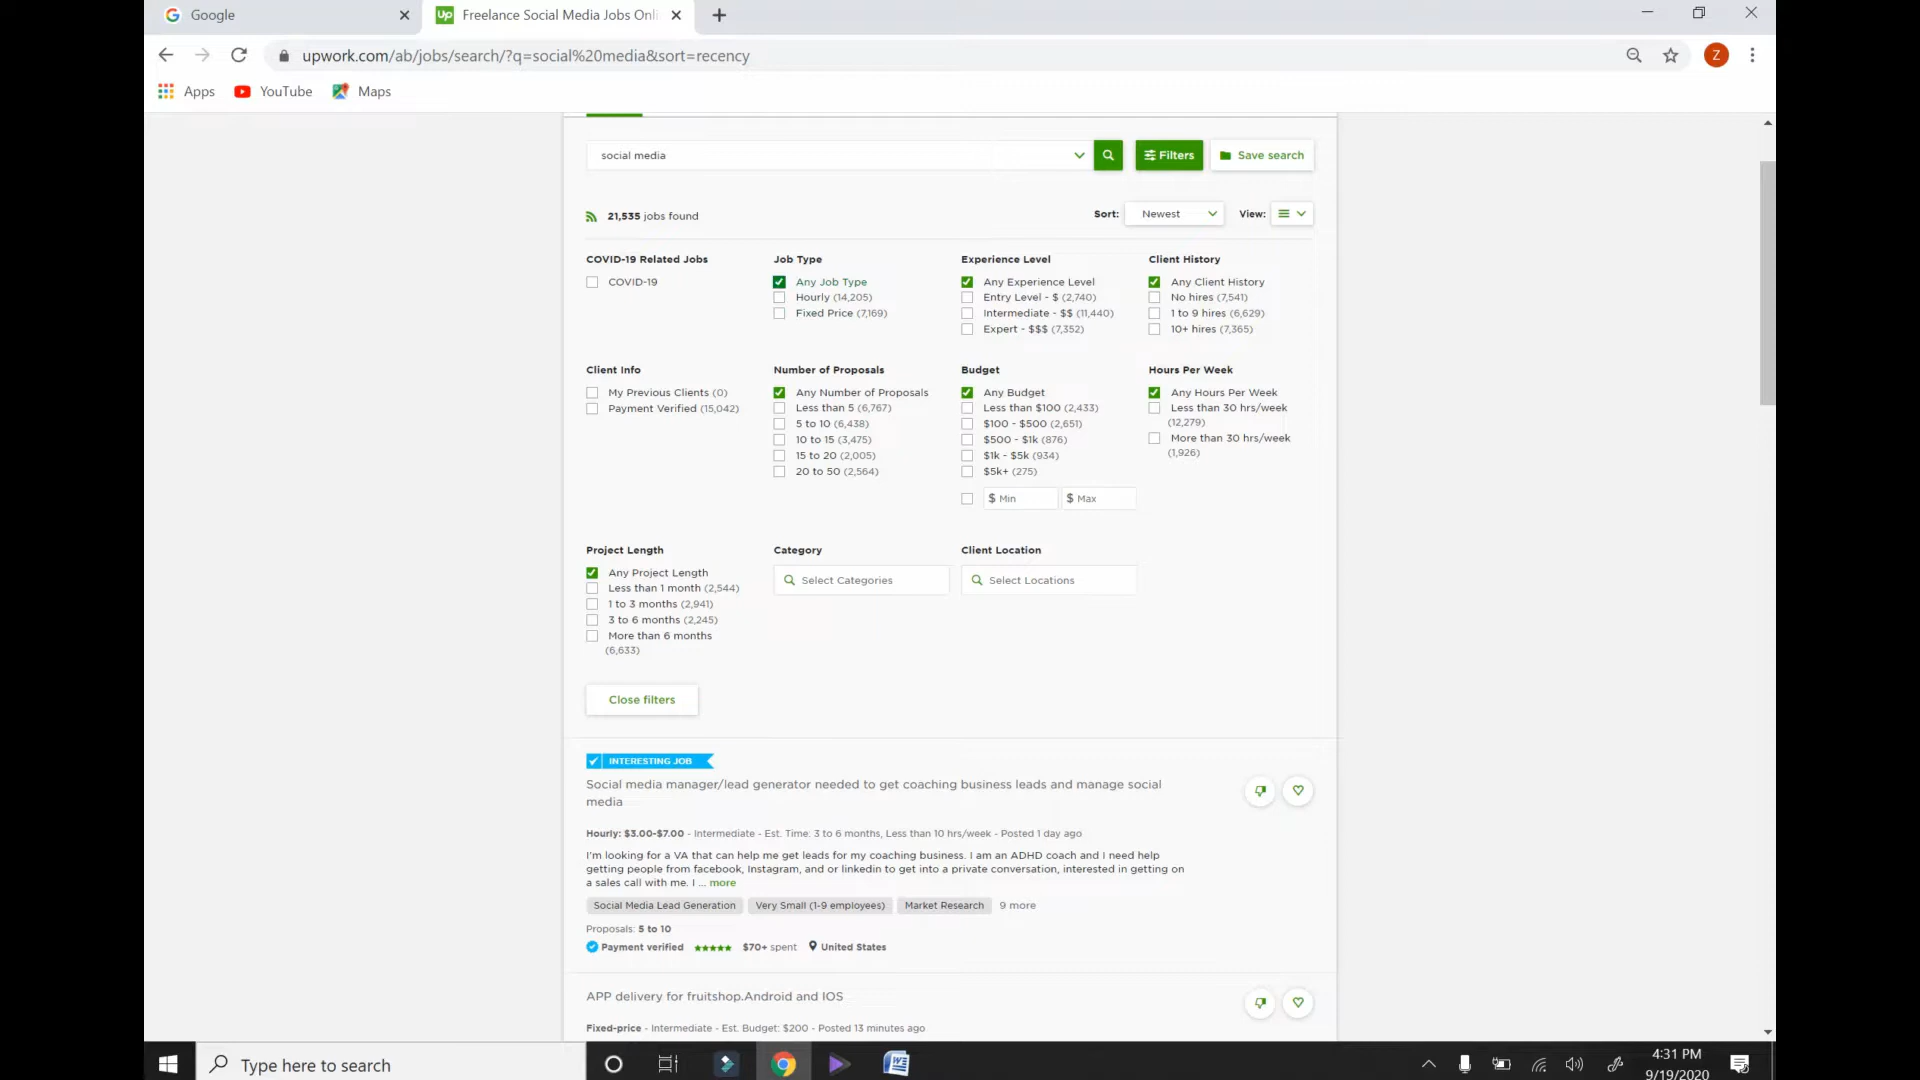 Google
Up Freelance Social Media Jobs Onli
upwork.com/ab/jobs/search/?q=social%20media&sort=recency
Z
Apps YouTube Maps
social media
Filters
Save search
21,535 jobs found
Sort: Newest View:
COVID-19 Related Jobs
COVID-19
Job Type
Any Job Type
Hourly (14,205)
Fixed Price (7,169)
Experience Level
Any Experience Level
Entry Level - $ (2,740)
Intermediate - $$ (11,440)
Expert - $$$ (7,352)
Client History
Any Client History
No hires (7,541)
1 to 9 hires (6,629)
10+ hires (7,365)
Client Info
My Previous Clients (0)
Payment Verified (15,042)
Number of Proposals
Any Number of Proposals
Less than 5 (6,767)
5 to 10 (6,438)
10 to 15 (3,475)
15 to 20 (2,005)
20 to 50 (2,564)
Budget
Any Budget
Less than $100 (2,433)
$100 - $500 (2,651)
$500 - $1k (876)
$1k - $5k (934)
$5k+ (275)
$ Min $ Max
Hours Per Week
Any Hours Per Week
Less than 30 hrs/week
(12,279)
More than 30 hrs/week
(1,926)
Project Length
Any Project Length
Less than 1 month (2,544)
1 to 3 months (2,941)
3 to 6 months (2,245)
More than 6 months
(6,633)
Category
Select Categories
Client Location
Select Locations
Close filters
INTERESTING JOB
Social media manager/lead generator needed to get coaching business leads and manage social
media
Hourly: $3.00-$7.00 - Intermediate - Est. Time: 3 to 6 months, Less than 10 hrs/week - Posted 1 day ago
I'm looking for a VA that can help me get leads for my coaching business. I am an ADHD coach and I need help
getting people from facebook, Instagram, and or linkedin to get into a private conversation, interested in getting on
a sales call with me. I ... more
Social Media Lead Generation Very Small (1-9 employees) Market Research 9 more
Proposals: 5 to 10
Payment verified $70+ spent United States
APP delivery for fruitshop.Android and IOS
Fixed-price - Intermediate - Est. Budget: $200 - Posted 13 minutes ago
Type here to search
4:31 PM
9/19/2020